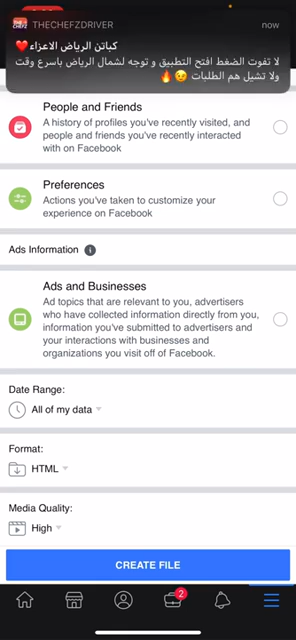 THECHEFZDRIVER
now
كباتن الرياض الاعزاء❤️
لا تفوت الضغط افتح التطبيق و توجه لشمال الرياض باسرع وقت
ولا تشيل هم الطلبات 😉🔥
People and Friends
A history of profiles you've recently visited, and
people and friends you've recently interacted
with on Facebook
Preferences
Actions you've taken to customize your
experience on Facebook
Ads Information
Ads and Businesses
Ad topics that are relevant to you, advertisers
who have collected information directly from you,
information you've submitted to advertisers and
your interactions with businesses and
organizations you visit off of Facebook.
Date Range:
All of my data
Format:
HTML
Media Quality:
High
CREATE FILE
2